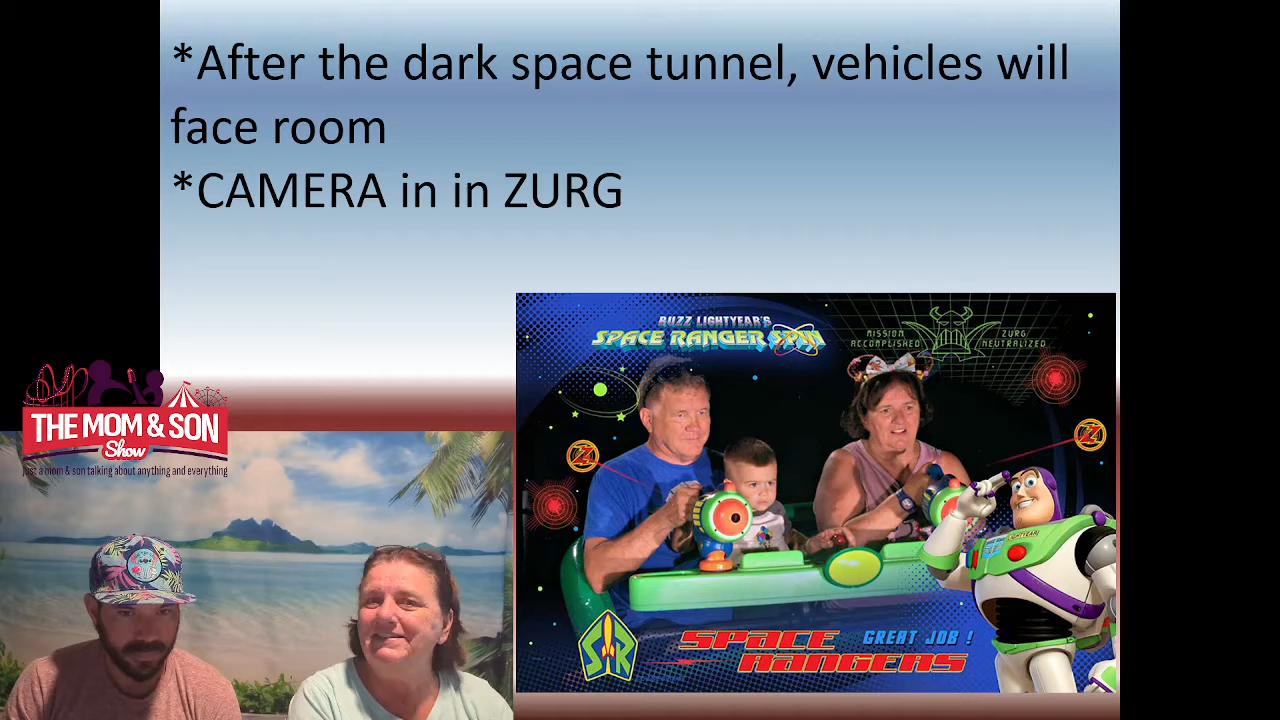 *After the dark space tunnel, vehicles will
face room
*CAMERA in in ZURG
BUZZ LIGHTYEAR'S
SPACE RANGER SPIN
MISSION
ACCOMPLISHED
ZURG
NEUTRALIZED
THE MOM & SON
Show
just a mom & son talking about anything and everything
Z
Z
LIGHTYEAR
SR
SPACE
RANGERS
GREAT JOB !